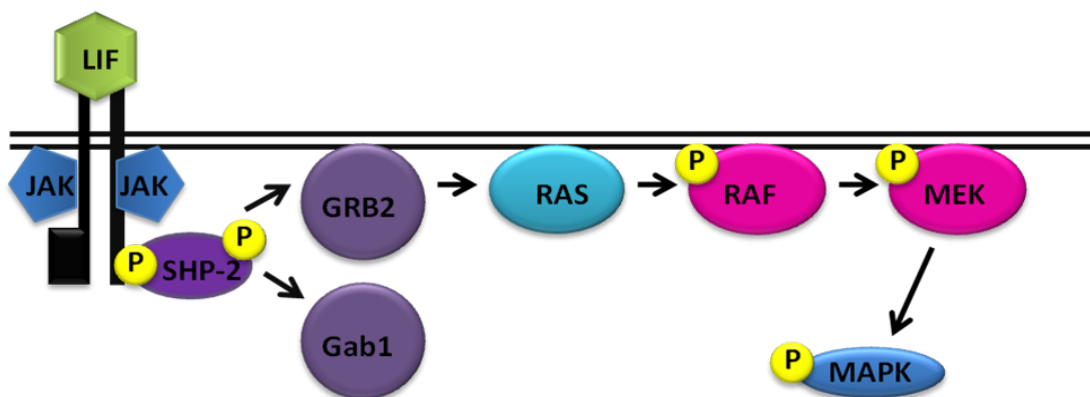 LIF
JAK
JAK
P
SHP-2
P
GRB2
Gab1
RAS
P
RAF
P
MEK
P
MAPK